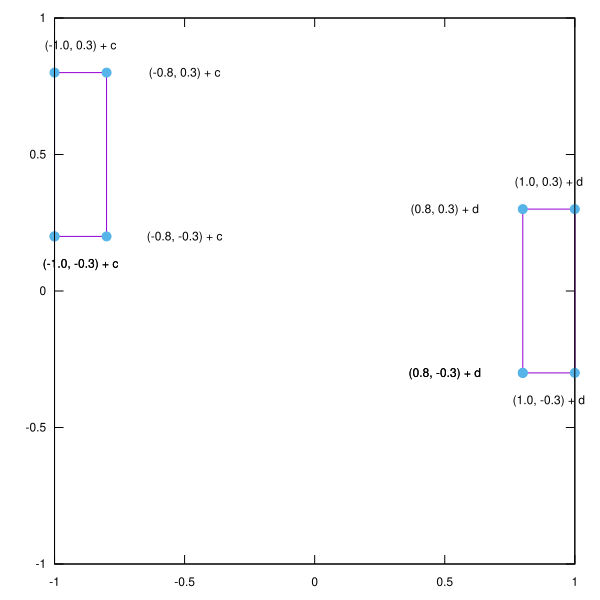 1
(-1.0, 0.3) + c
(-0.8, 0.3) + c
0.5
(1.0, 0.3) + d
(0.8, 0.3) + d
(-0.8, -0.3) + c
(-1.0, -0.3) + c
0
(0.8, -0.3) + d
(1.0, -0.3) + d
-0.5
-1
-1 -0.5 0 0.5 1